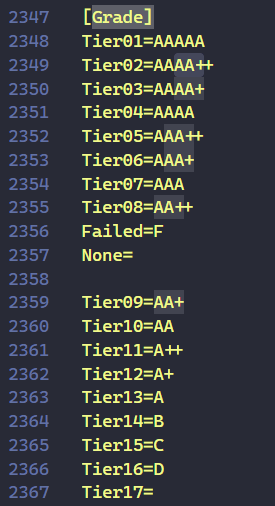 2347 [Grade]
2348 Tier01=AAAAA
2349 Tier02=AAAA++
2350 Tier03=AAAA+
2351 Tier04=AAAA
2352 Tier05=AAA++
2353 Tier06=AAA+
2354 Tier07=AAA
2355 Tier08=AA++
2356 Failed=F
2357 None=
2358
2359 Tier09=AA+
2360 Tier10=AA
2361 Tier11=A++
2362 Tier12=A+
2363 Tier13=A
2364 Tier14=B
2365 Tier15=C
2366 Tier16=D
2367 Tier17=